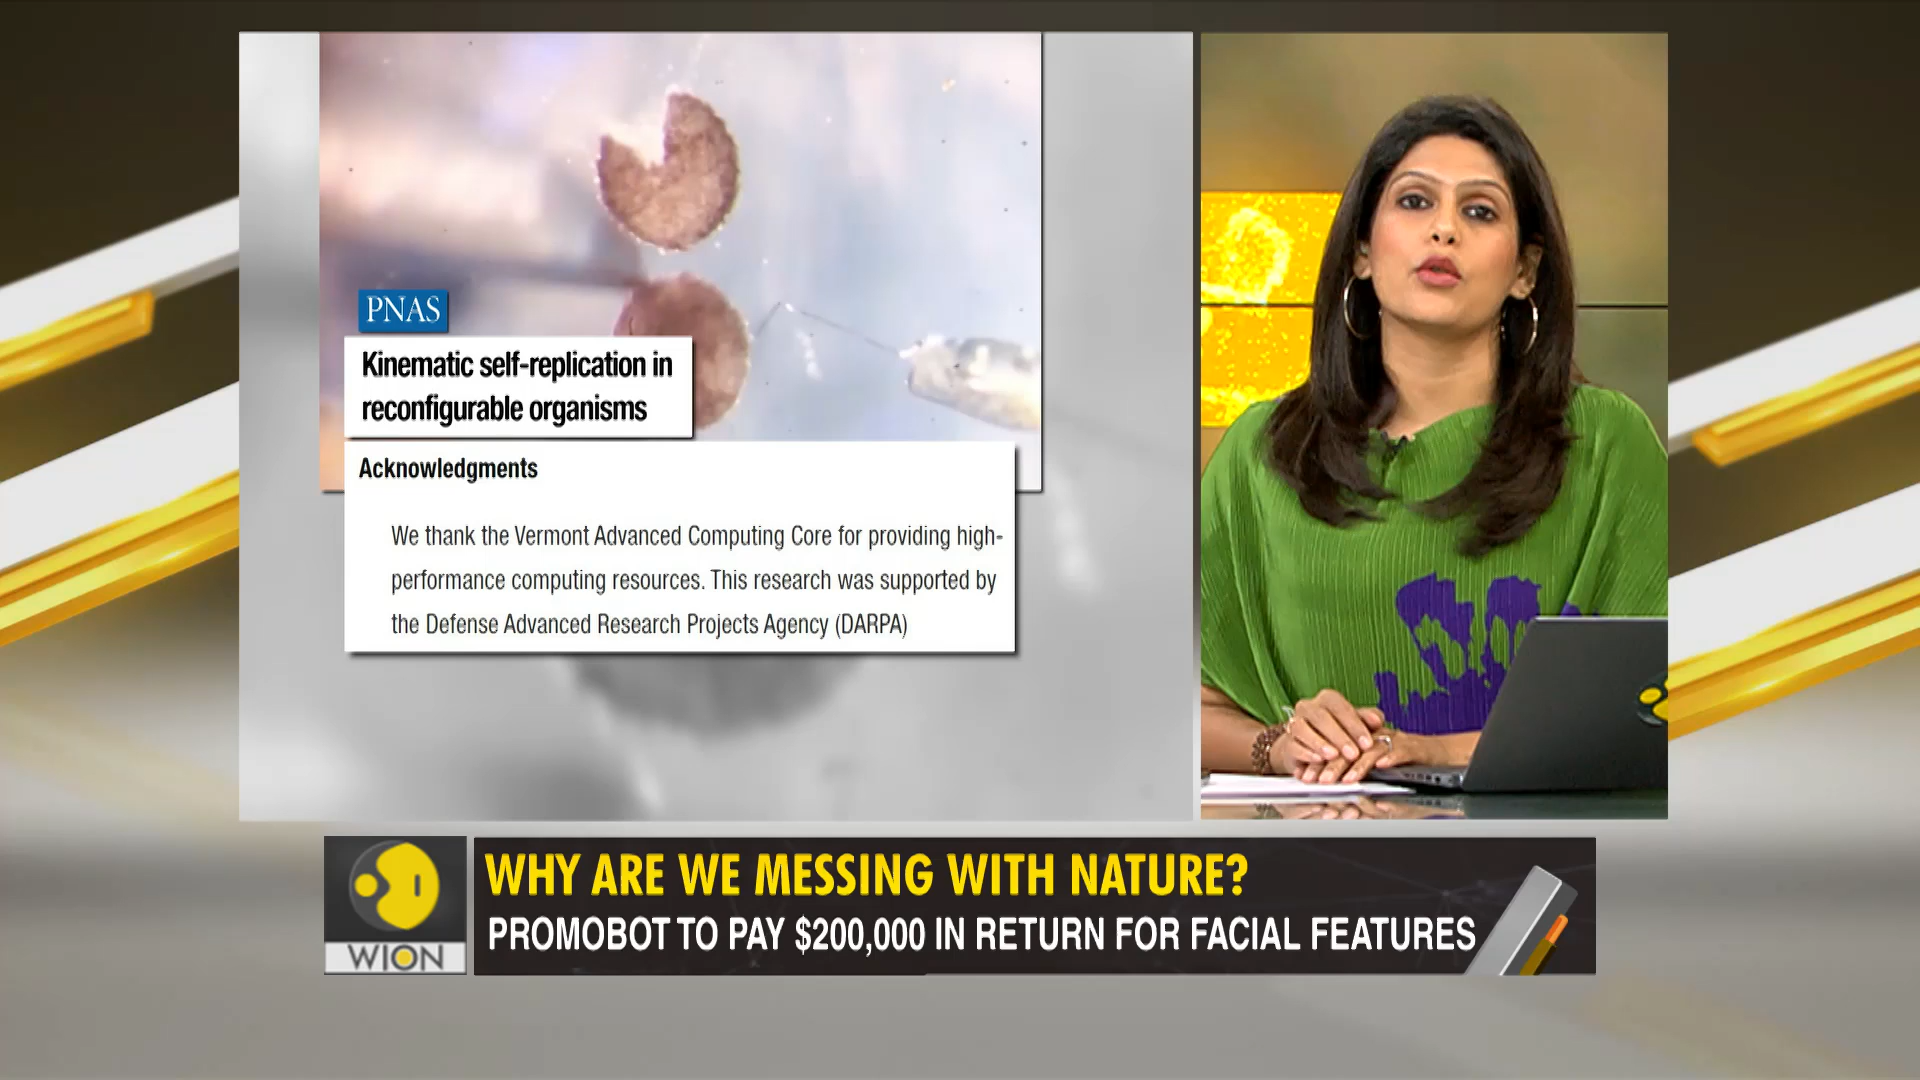 PNAS
Kinematic self-replication in
reconfigurable organisms
Acknowledgments
We thank the Vermont Advanced Computing Core for providing high-
performance computing resources. This research was supported by
the Defense Advanced Research Projects Agency (DARPA)
WHY ARE WE MESSING WITH NATURE?
PROMOBOT TO PAY $200,000 IN RETURN FOR FACIAL FEATURES
WION